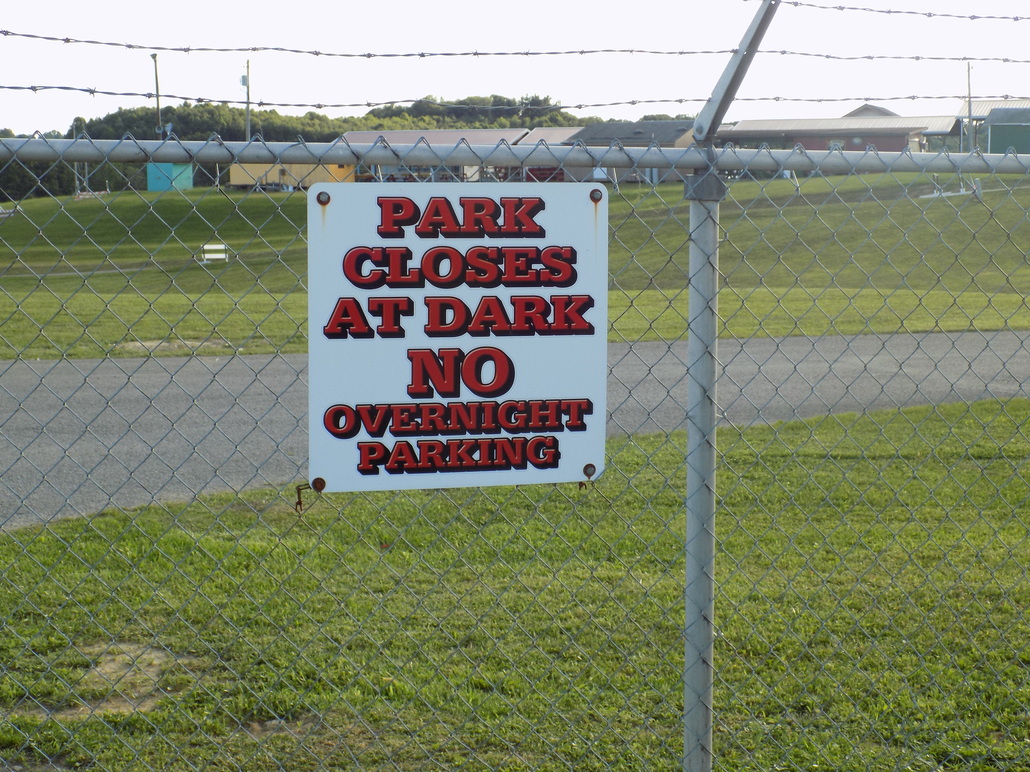 PARK
CLOSES
AT DARK
NO
OVERNIGHT
PARKING